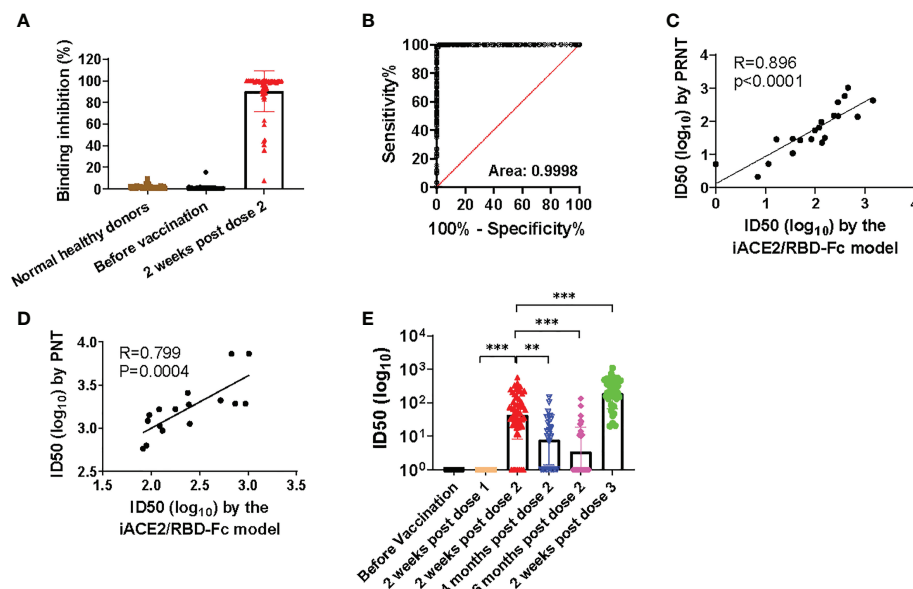 A
Binding inhibition (%)
120
100
80
60
40
20
0
Normal healthy donors
Before vaccination
2 weeks post dose 2
B
Sensitivity%
100
80
60
40
20
0
Area: 0.9998
0 20 40 60 80 100
100% - Specificity%
C
ID50 (log10) by PRNT
R=0.896
p<0.0001
4
3
2
1
0
0 1 2 3 4
ID50 (log10) by the
iACE2/RBD-Fc model
D
ID50 (log10) by PNT
R=0.799
P=0.0004
4.0
3.5
3.0
2.5
1.5 2.0 2.5 3.0 3.5
ID50 (log10) by the
iACE2/RBD-Fc model
E
ID50 (log10)
***
***
*** **
10^4
10^3
10^2
10^1
10^0
Before Vaccination
2 weeks post dose 1
2 weeks post dose 2
4 months post dose 2
6 months post dose 2
2 weeks post dose 3